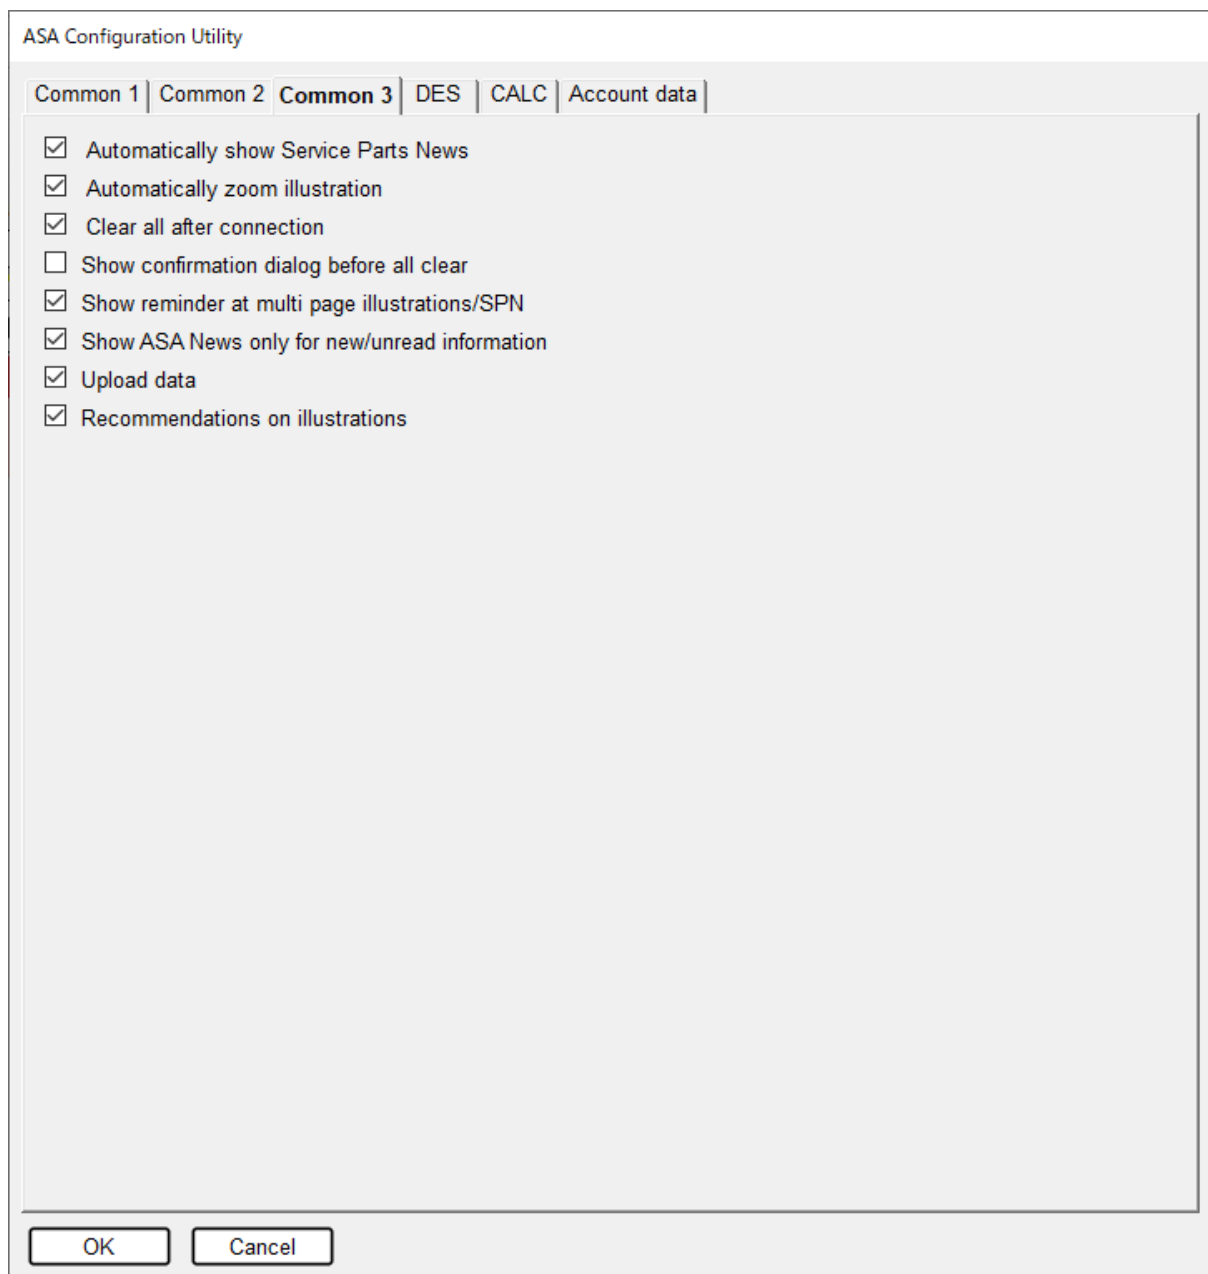 ASA Configuration Utility
Common 1 Common 2 Common 3 DES CALC Account data
Automatically show Service Parts News
Automatically zoom illustration
Clear all after connection
Show confirmation dialog before all clear
Show reminder at multi page illustrations/SPN
Show ASA News only for new/unread information
Upload data
Recommendations on illustrations
OK Cancel